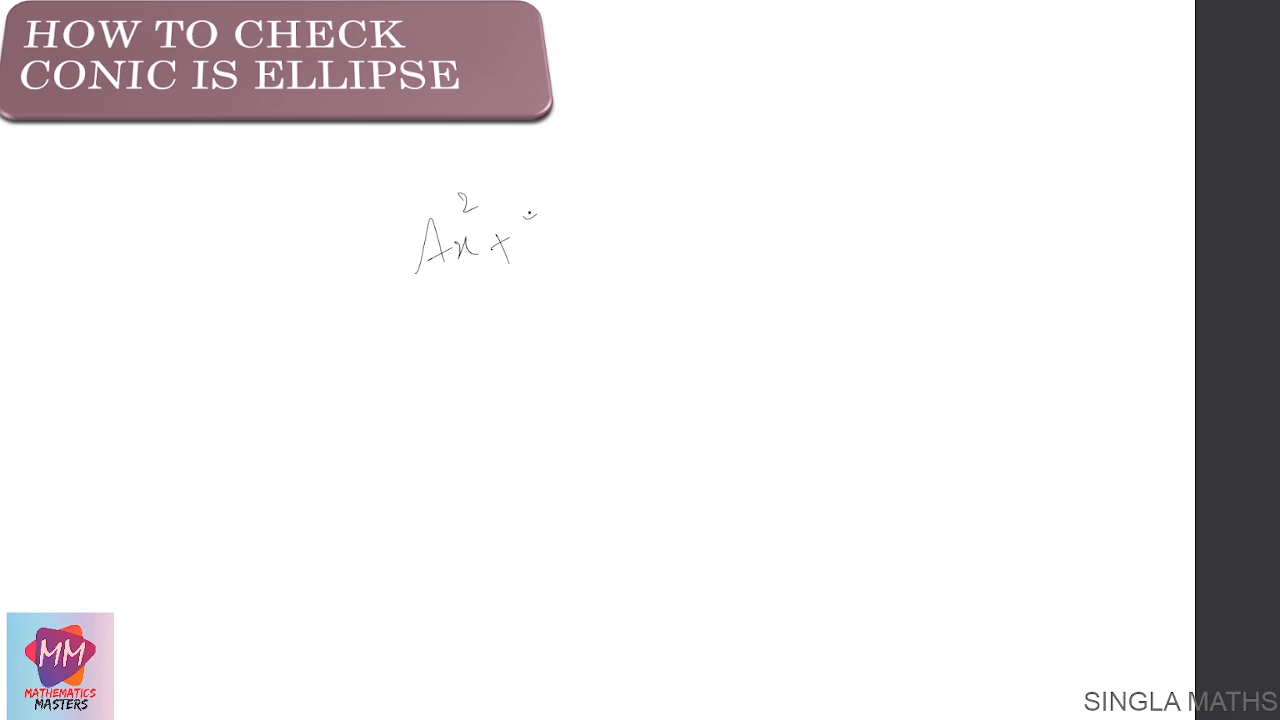 HOW TO CHECK
CONIC IS ELLIPSE
Ax² +
MM
MATHEMATICS
MASTERS
SINGLA MATHS